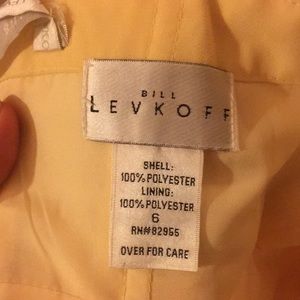 BILL
LEVKOFF
SHELL:
100% POLYESTER
LINING:
100% POLYESTER
6
RN#82955
OVER FOR CARE